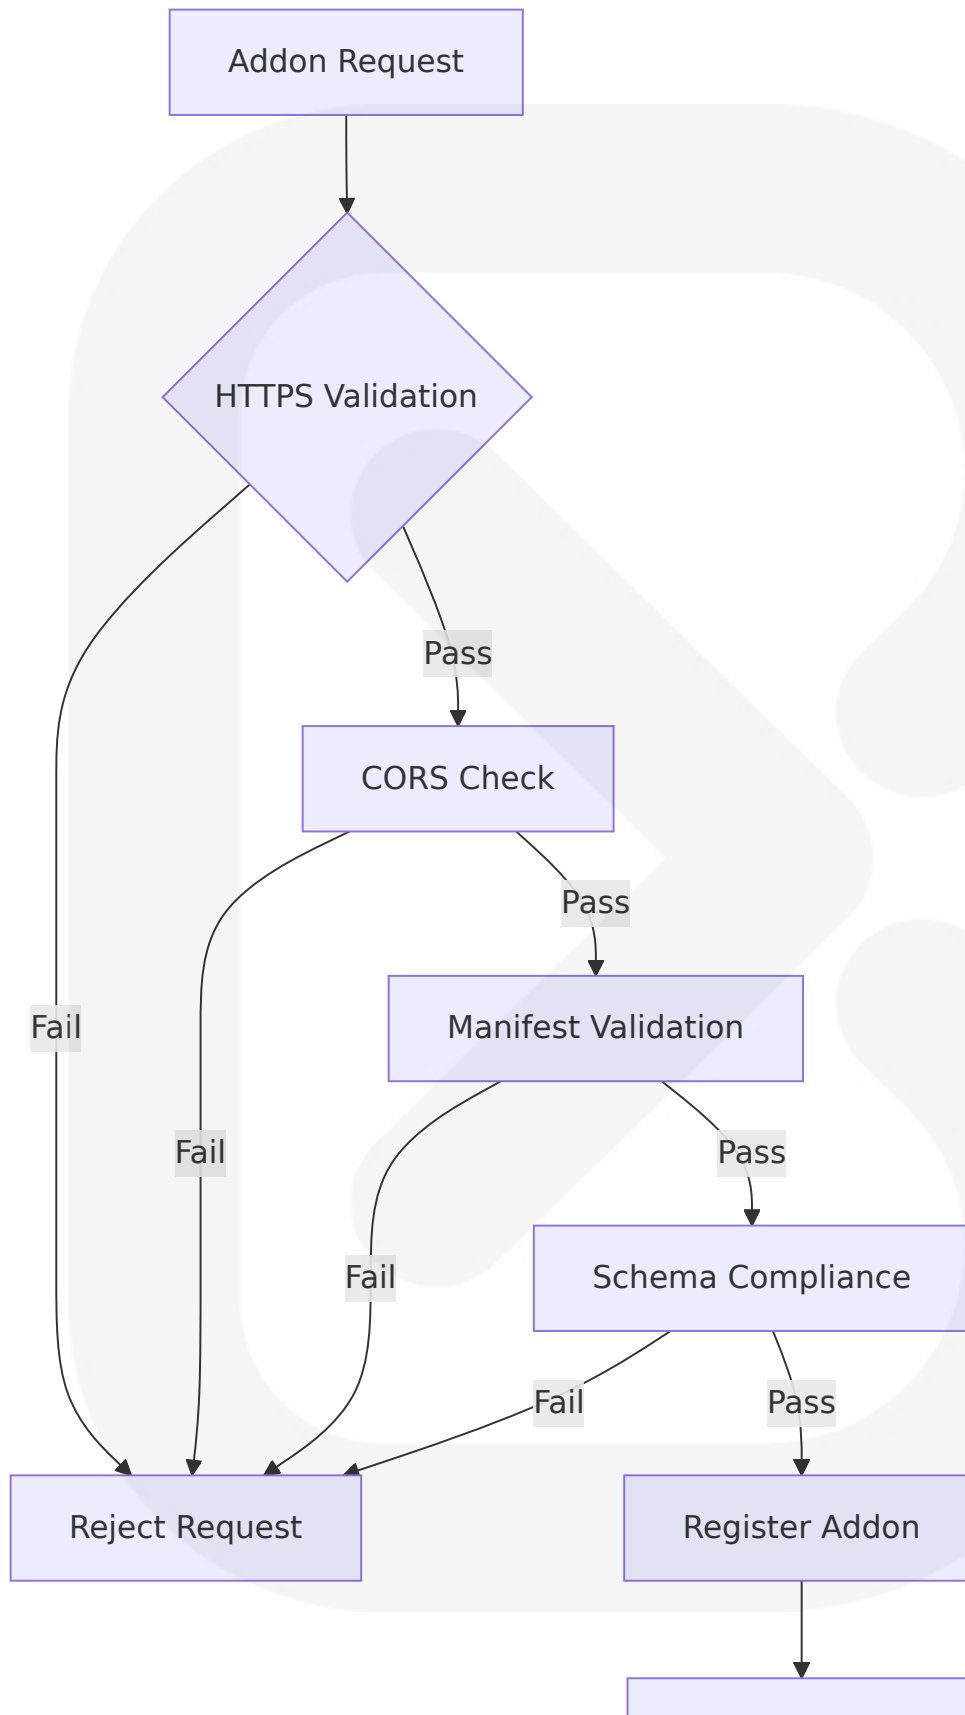 Addon Request
HTTPS Validation
Pass
CORS Check
Pass
Manifest Validation
Fail
Fail
Pass
Fail
Schema Compliance
Fail
Pass
Reject Request
Register Addon